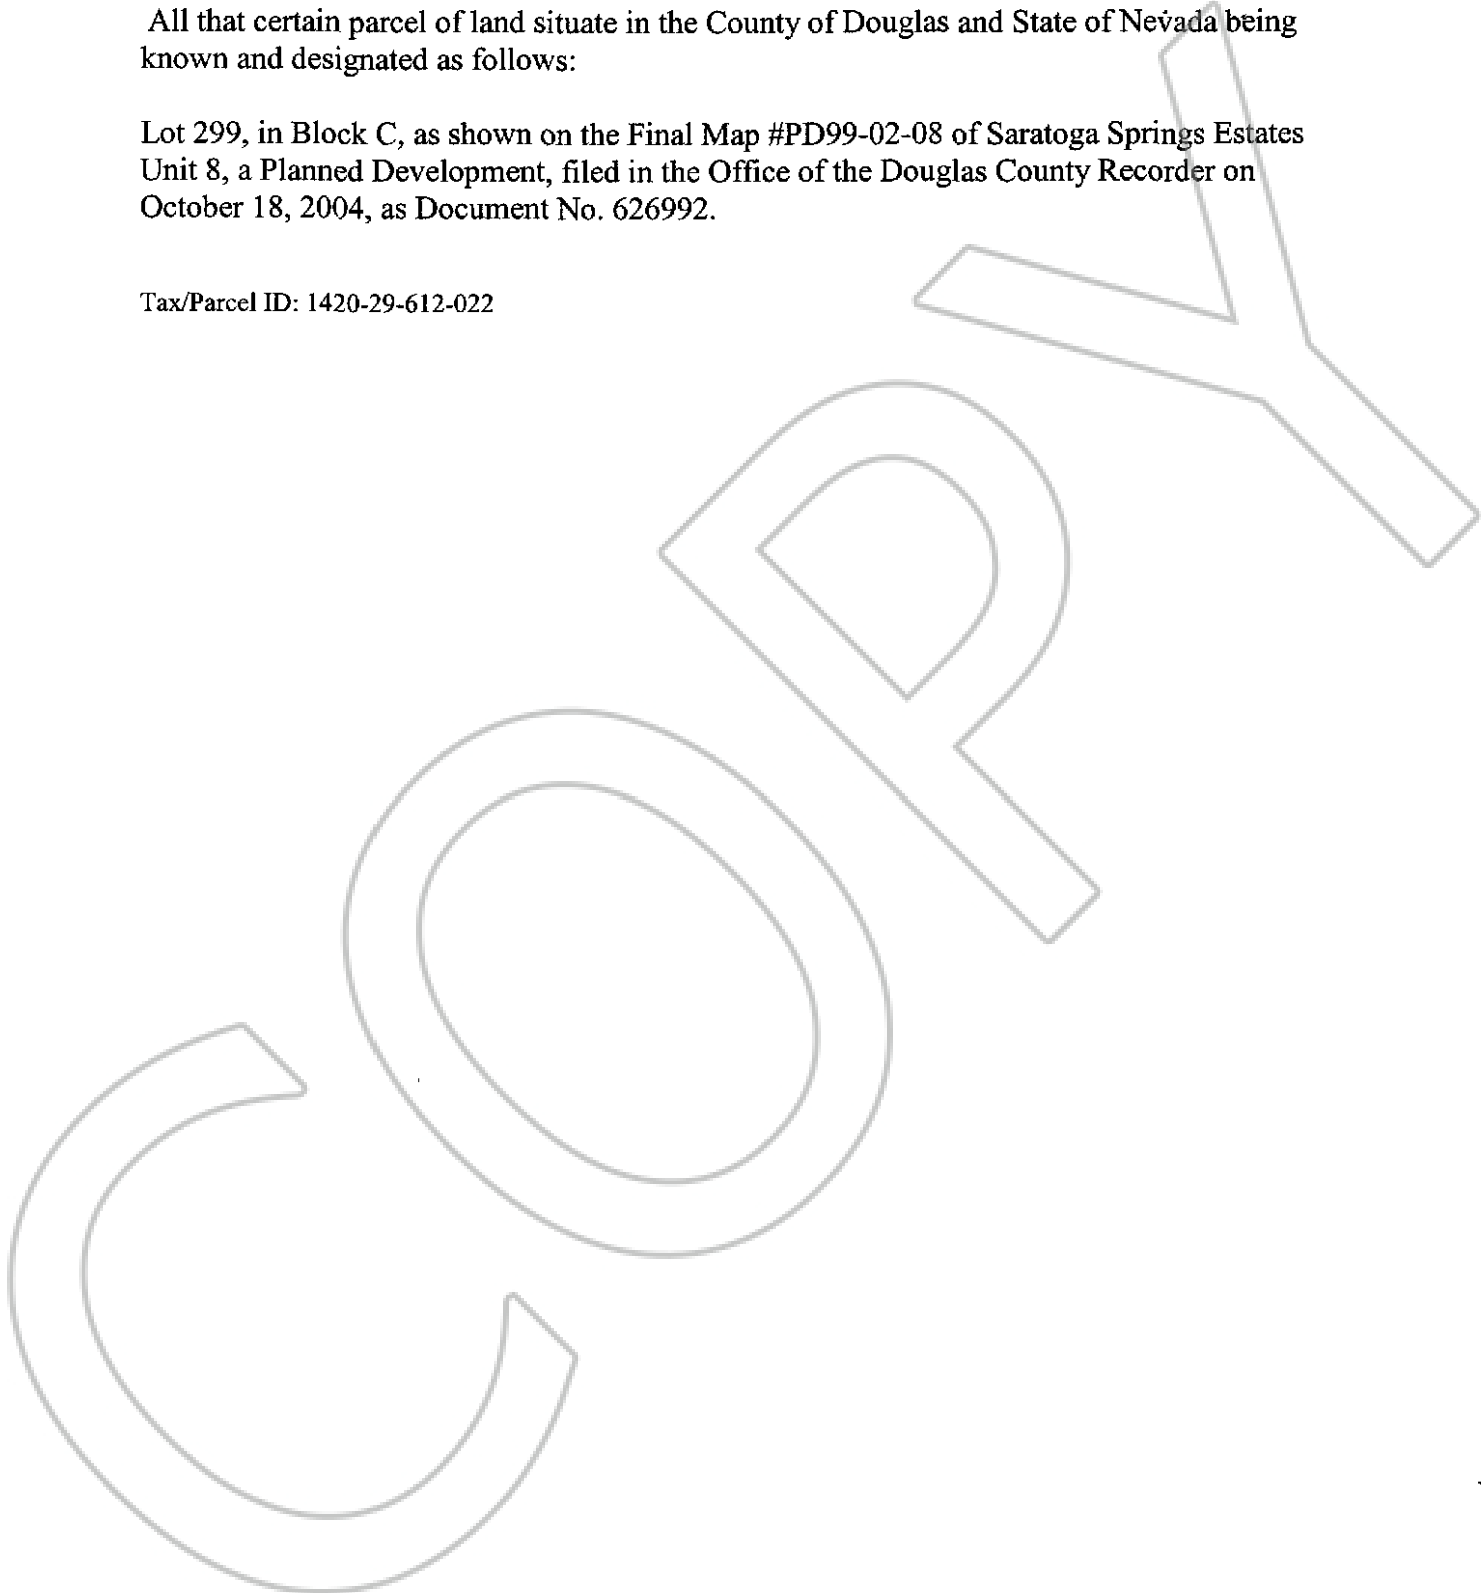 All that certain parcel of land situate in the County of Douglas and State of Nevada being
known and designated as follows:
Lot 299, in Block C, as shown on the Final Map #PD99-02-08 of Saratoga Springs Estates
Unit 8, a Planned Development, filed in the Office of the Douglas County Recorder on
October 18, 2004, as Document No. 626992.
Tax/Parcel ID: 1420-29-612-022
COPY